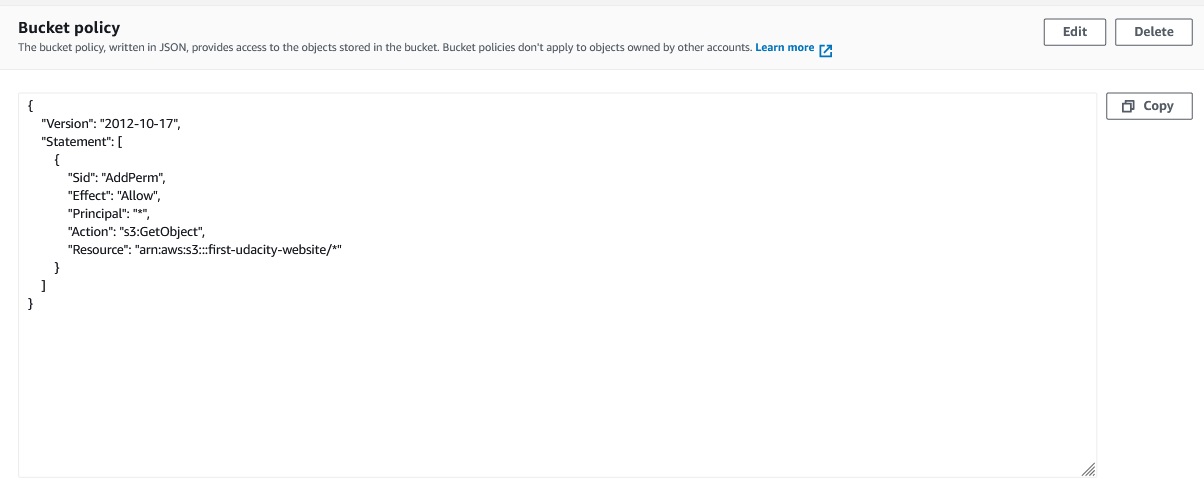 Bucket policy
Edit
Delete
The bucket policy, written in JSON, provides access to the objects stored in the bucket. Bucket policies don't apply to objects owned by other accounts. Learn more
Copy
{
"Version": "2012-10-17",
"Statement": [
{
"Sid": "AddPerm",
"Effect": "Allow",
"Principal": "*",
"Action": "s3:GetObject",
"Resource": "arn:aws:s3:::first-udacity-website/*"
}
]
}